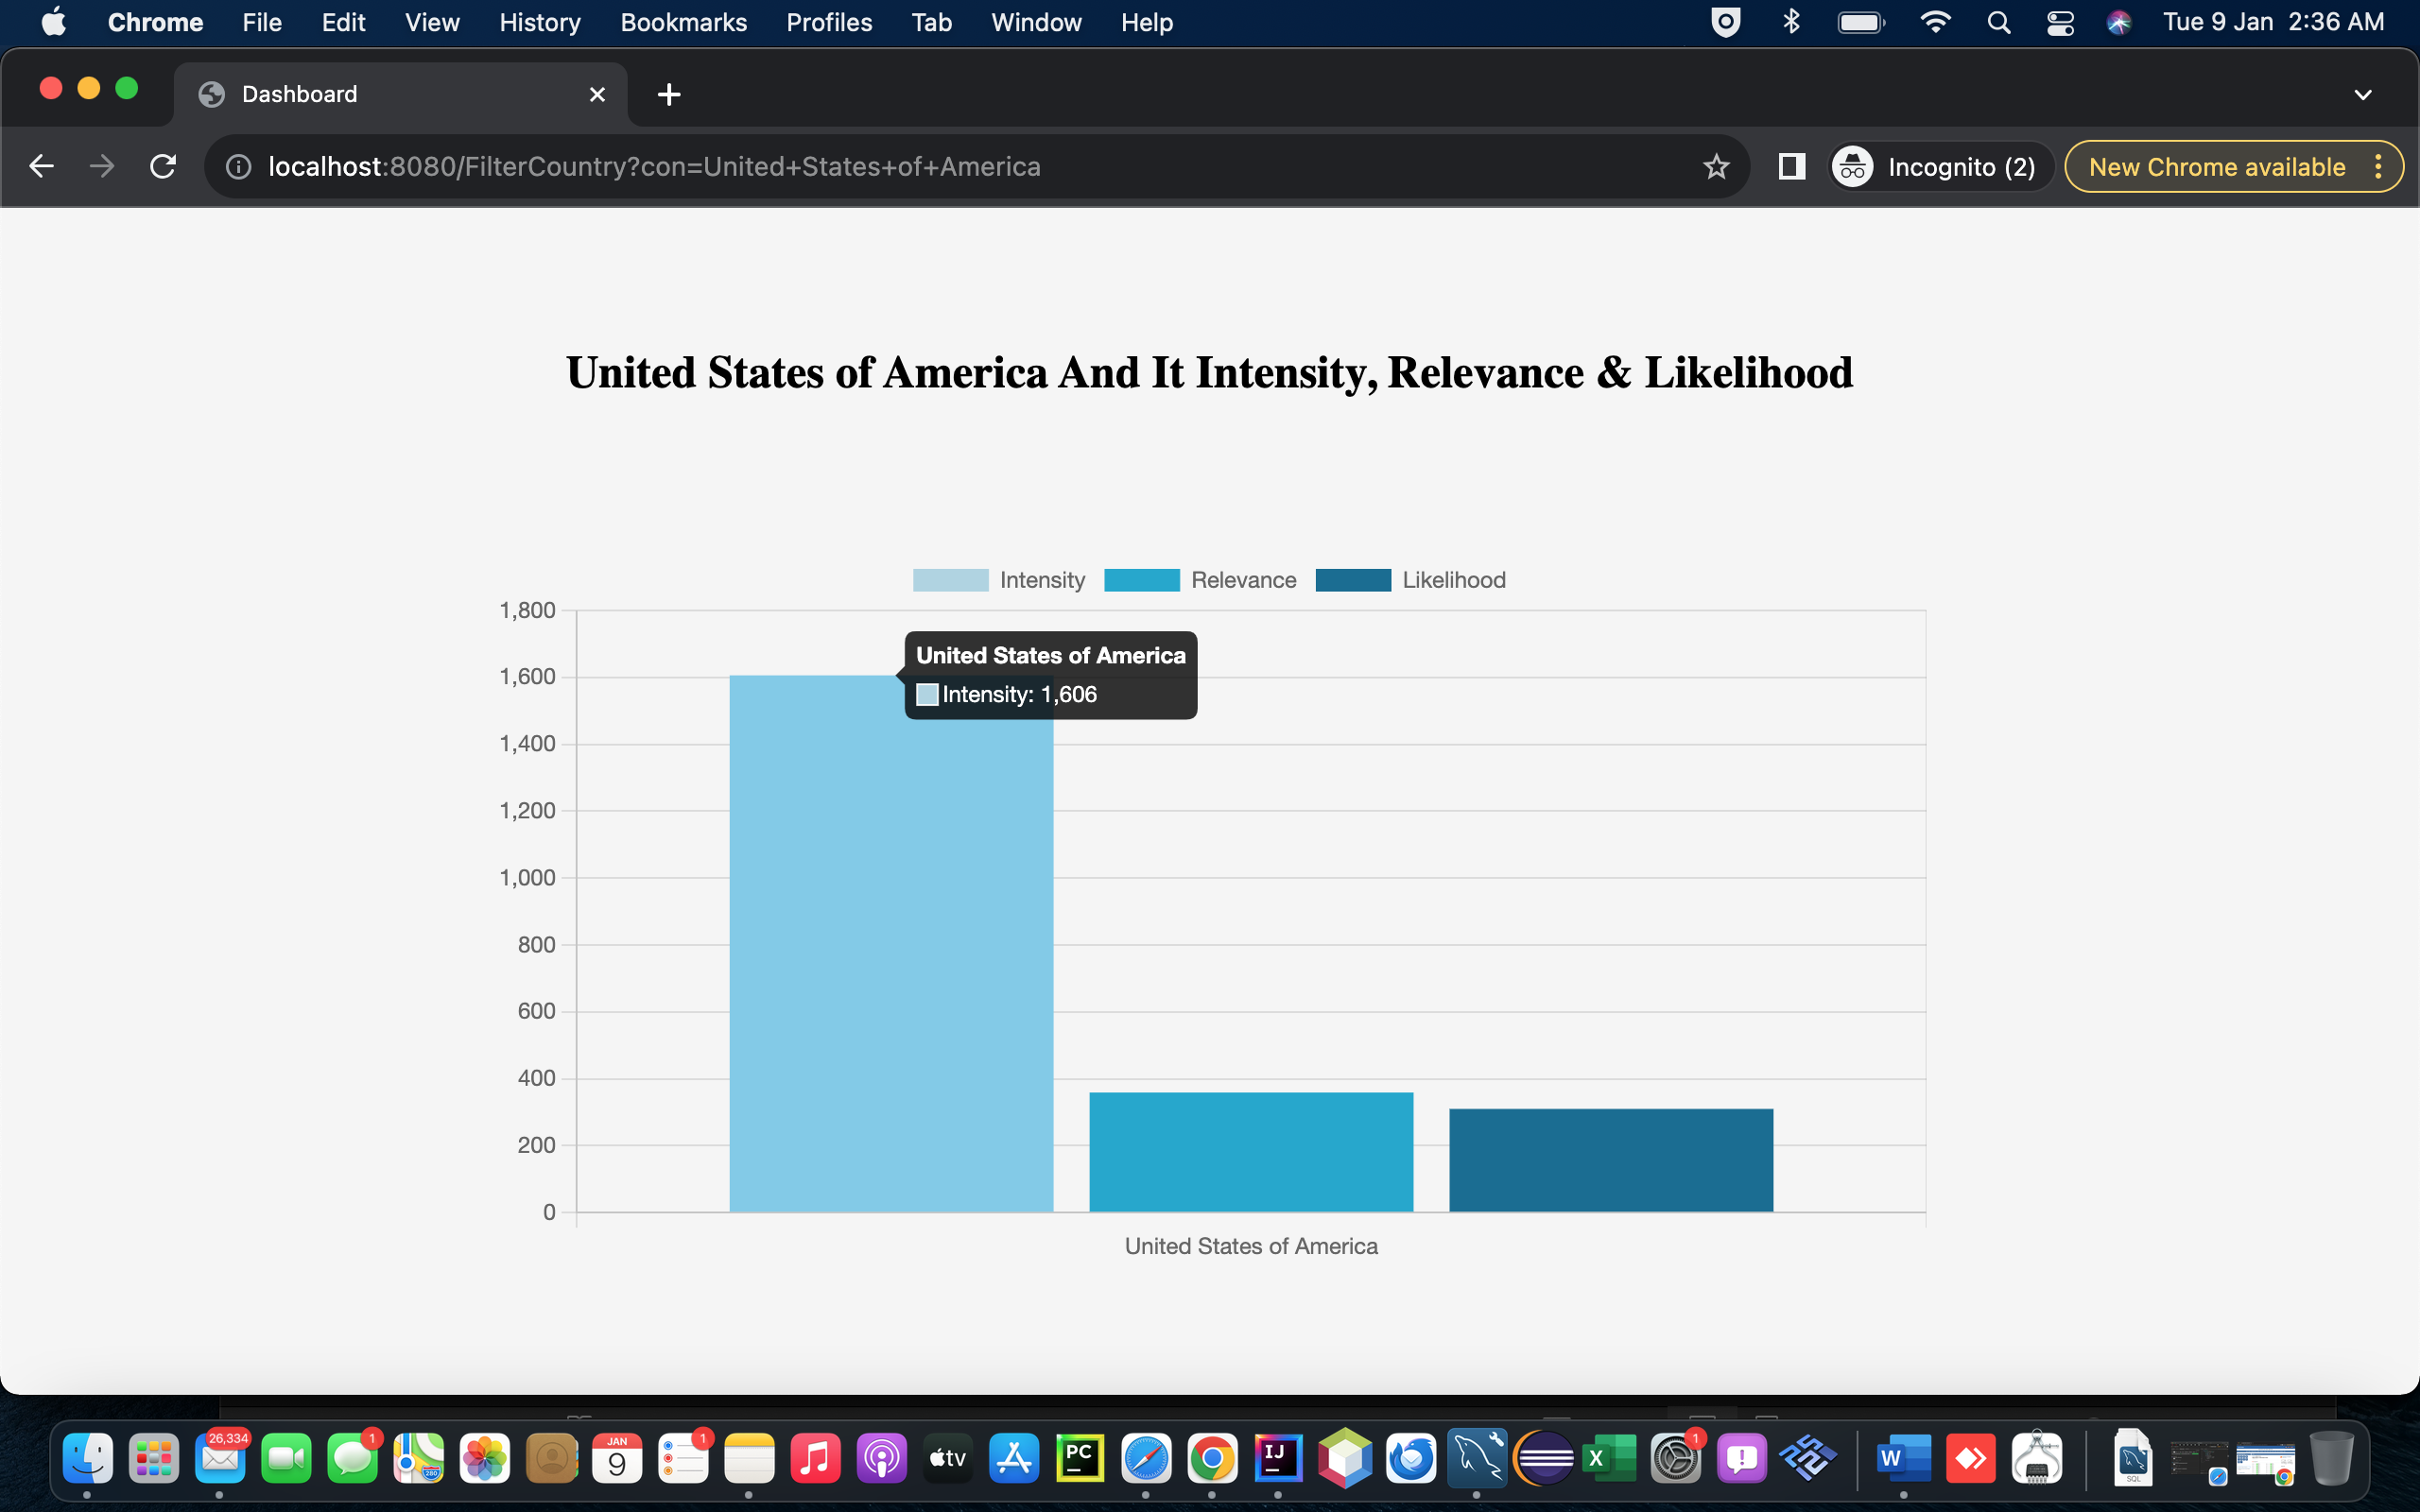 Chrome File Edit View History Bookmarks Profiles Tab Window Help Tue 9 Jan 2:36 AM
Dashboard
localhost:8080/FilterCountry?con=United+States+of+America Incognito (2) New Chrome available
United States of America And It Intensity, Relevance & Likelihood
Intensity Relevance Likelihood
1,800
United States of America
1,600
Intensity: 1,606
1,400
1,200
1,000
800
600
400
200
0
United States of America
26,334 1 280 JAN 9 1 tv PC IJ X 1 W SQL